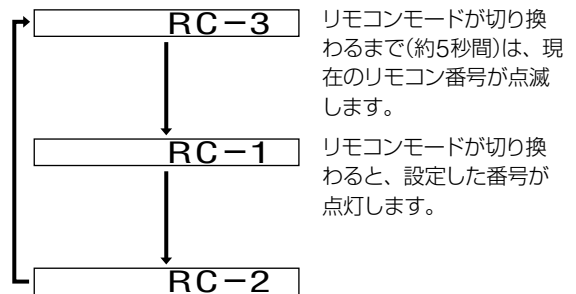 RC−3
リモコンモードが切り換
わるまで(約5秒間)は、現
在のリモコン番号が点滅
します。
RC−1
リモコンモードが切り換
わると、設定した番号が
点灯します。
RC−2